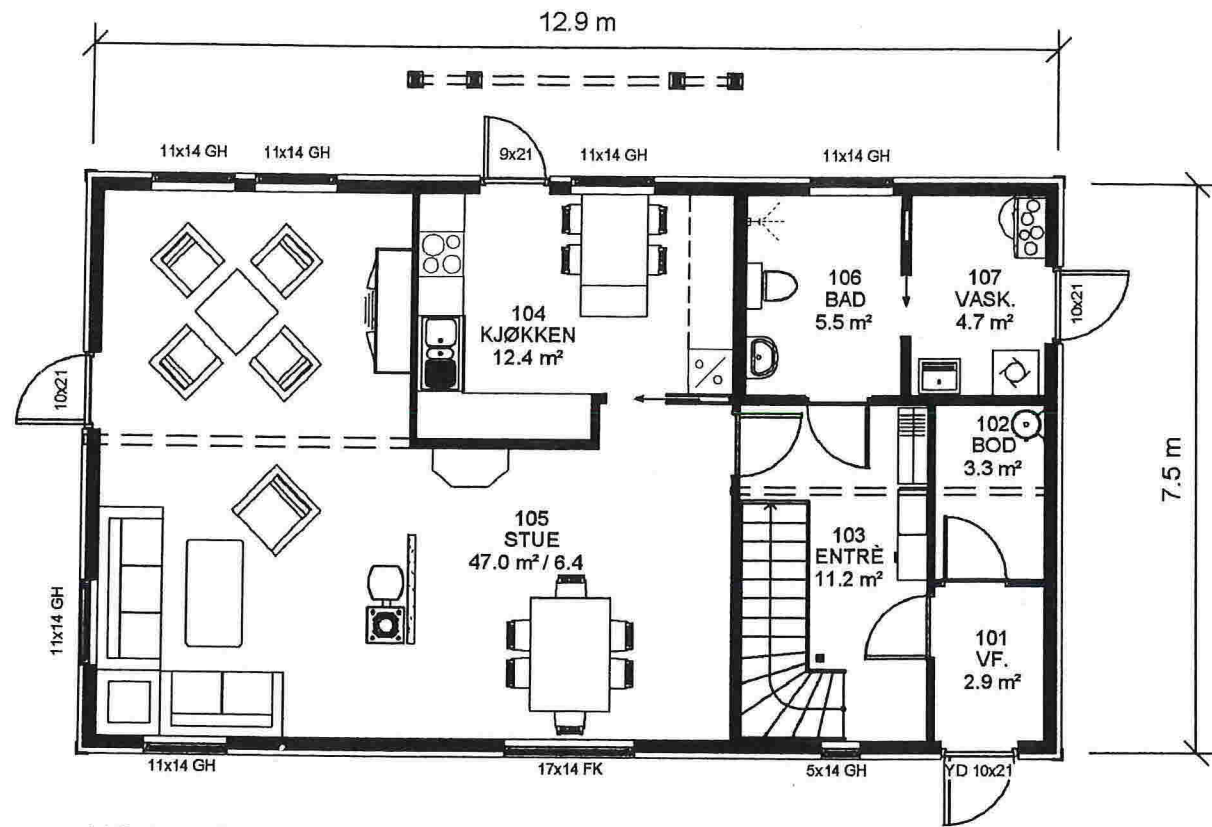 12.9 m
11x14 GH
11x14 GH
9x21
11x14 GH
11x14 GH
104
KJØKKEN
12.4 m²
106
BAD
5.5 m²
107
VASK.
4.7 m²
10x21
10x21
102
BOD
3.3 m²
7.5 m
105
STUE
47.0 m² / 6.4
103
ENTRÈ
11.2 m²
11x14 GH
101
VF.
2.9 m²
11x14 GH
17x14 FK
5x14 GH
YD 10x21